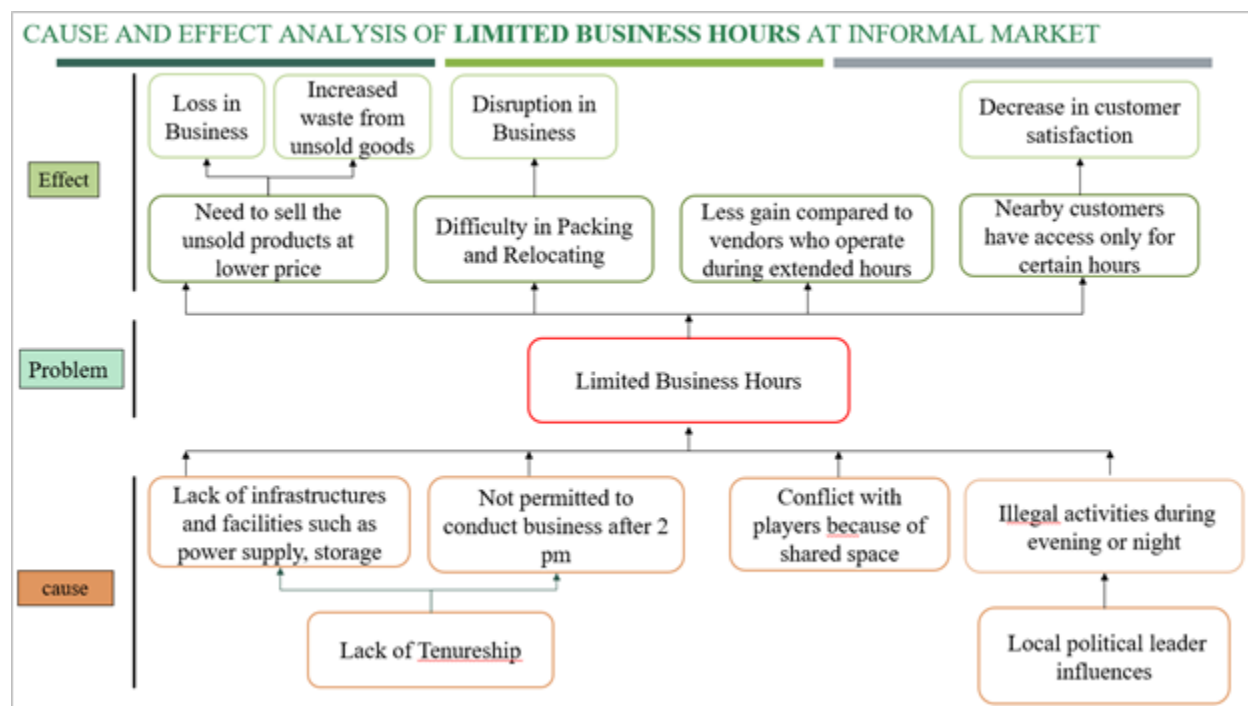 CAUSE AND EFFECT ANALYSIS OF LIMITED BUSINESS HOURS AT INFORMAL MARKET
Effect
Loss in
Business
Increased
waste from
unsold goods
Disruption in
Business
Decrease in customer
satisfaction
Need to sell the
unsold products at
lower price
Difficulty in Packing
and Relocating
Less gain compared to
vendors who operate
during extended hours
Nearby customers
have access only for
certain hours
Problem
Limited Business Hours
cause
Lack of infrastructures
and facilities such as
power supply, storage
Not permitted to
conduct business after 2
pm
Conflict with
players because of
shared space
Illegal activities during
evening or night
Lack of Tenureship
Local political leader
influences